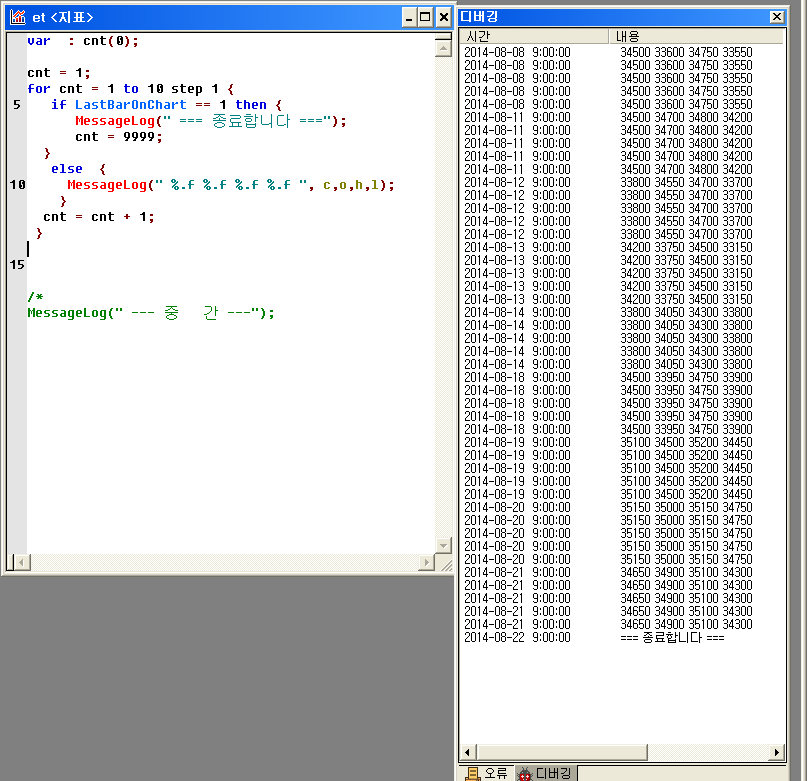 et <지표>
var : cnt(0);
cnt = 1;
for cnt = 1 to 10 step 1 {
5 if LastBarOnChart == 1 then {
MessageLog(" === 종료합니다 ===");
cnt = 9999;
}
else {
10 MessageLog(" %.f %.f %.f %.f ", c,o,h,l);
}
cnt = cnt + 1;
}
15
/*
MessageLog(" --- 중 간 ---");
디버깅
시간 내용
2014-08-08 9:00:00 34500 33600 34750 33550
2014-08-08 9:00:00 34500 33600 34750 33550
2014-08-08 9:00:00 34500 33600 34750 33550
2014-08-08 9:00:00 34500 33600 34750 33550
2014-08-08 9:00:00 34500 33600 34750 33550
2014-08-11 9:00:00 34500 34700 34800 34200
2014-08-11 9:00:00 34500 34700 34800 34200
2014-08-11 9:00:00 34500 34700 34800 34200
2014-08-11 9:00:00 34500 34700 34800 34200
2014-08-11 9:00:00 34500 34700 34800 34200
2014-08-12 9:00:00 33800 34550 34700 33700
2014-08-12 9:00:00 33800 34550 34700 33700
2014-08-12 9:00:00 33800 34550 34700 33700
2014-08-12 9:00:00 33800 34550 34700 33700
2014-08-12 9:00:00 33800 34550 34700 33700
2014-08-13 9:00:00 34200 33750 34500 33150
2014-08-13 9:00:00 34200 33750 34500 33150
2014-08-13 9:00:00 34200 33750 34500 33150
2014-08-13 9:00:00 34200 33750 34500 33150
2014-08-13 9:00:00 34200 33750 34500 33150
2014-08-14 9:00:00 33800 34050 34300 33800
2014-08-14 9:00:00 33800 34050 34300 33800
2014-08-14 9:00:00 33800 34050 34300 33800
2014-08-14 9:00:00 33800 34050 34300 33800
2014-08-14 9:00:00 33800 34050 34300 33800
2014-08-18 9:00:00 34500 33950 34750 33900
2014-08-18 9:00:00 34500 33950 34750 33900
2014-08-18 9:00:00 34500 33950 34750 33900
2014-08-18 9:00:00 34500 33950 34750 33900
2014-08-18 9:00:00 34500 33950 34750 33900
2014-08-19 9:00:00 35100 34500 35200 34450
2014-08-19 9:00:00 35100 34500 35200 34450
2014-08-19 9:00:00 35100 34500 35200 34450
2014-08-19 9:00:00 35100 34500 35200 34450
2014-08-19 9:00:00 35100 34500 35200 34450
2014-08-20 9:00:00 35150 35000 35150 34750
2014-08-20 9:00:00 35150 35000 35150 34750
2014-08-20 9:00:00 35150 35000 35150 34750
2014-08-20 9:00:00 35150 35000 35150 34750
2014-08-20 9:00:00 35150 35000 35150 34750
2014-08-21 9:00:00 34650 34900 35100 34300
2014-08-21 9:00:00 34650 34900 35100 34300
2014-08-21 9:00:00 34650 34900 35100 34300
2014-08-21 9:00:00 34650 34900 35100 34300
2014-08-21 9:00:00 34650 34900 35100 34300
2014-08-22 9:00:00 === 종료합니다 ===
오류 디버깅